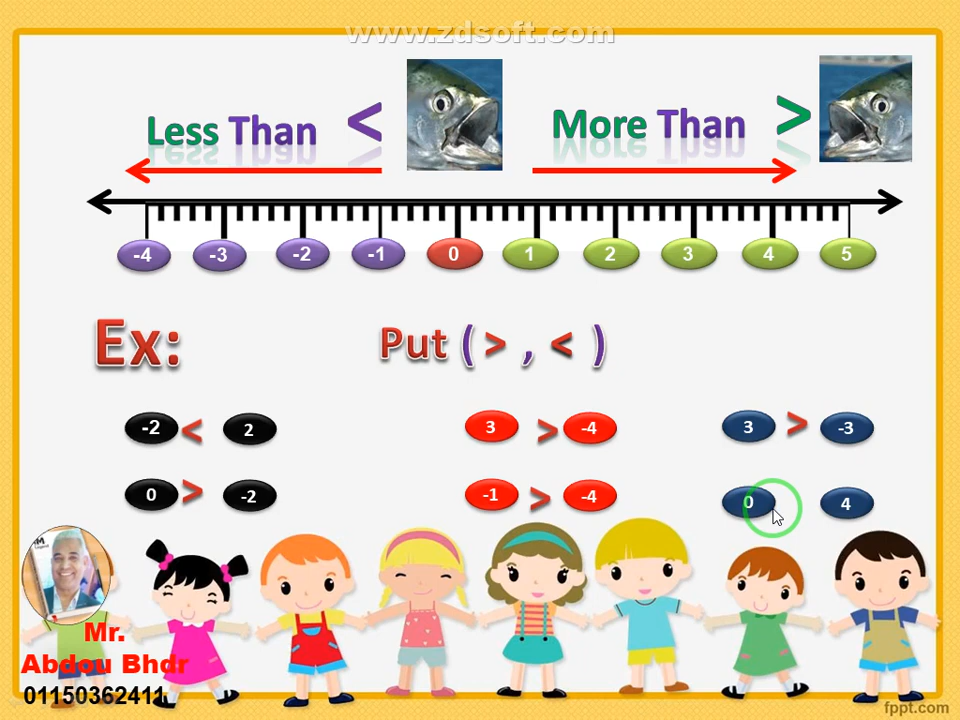 www.zdsoft.com
Less Than < More Than >
-4 -3 -2 -1 0 1 2 3 4 5
Ex: Put ( > , < )
-2 < 2 3 > -4 3 > -3
0 > -2 -1 > -4 0 4
Mr.
Abdou Bhdr
01150362411
fppt.com